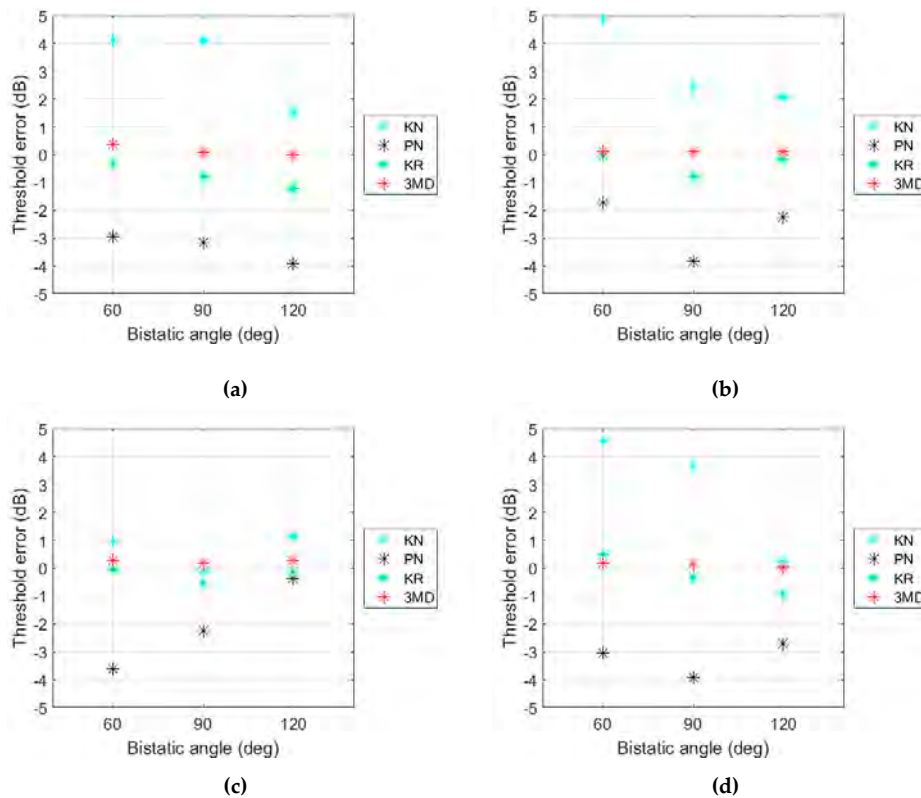 5
4
3
2
1
0
-1
-2
-3
-4
-5
Threshold error (dB)
60 90 120
Bistatic angle (deg)
KN
PN
KR
3MD
(a)
5
4
3
2
1
0
-1
-2
-3
-4
-5
Threshold error (dB)
60 90 120
Bistatic angle (deg)
KN
PN
KR
3MD
(b)
5
4
3
2
1
0
-1
-2
-3
-4
-5
Threshold error (dB)
60 90 120
Bistatic angle (deg)
KN
PN
KR
3MD
(c)
5
4
3
2
1
0
-1
-2
-3
-4
-5
Threshold error (dB)
60 90 120
Bistatic angle (deg)
KN
PN
KR
3MD
(d)